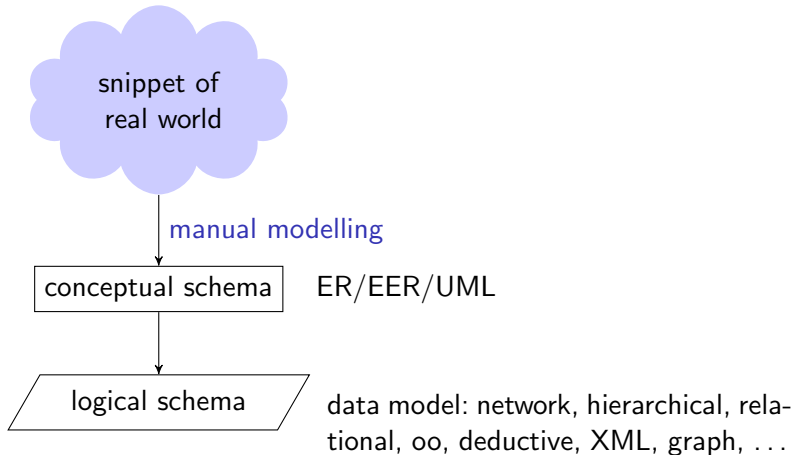 snippet of
real world
manual modelling
conceptual schema
ER/EER/UML
logical schema
data model: network, hierarchical, rela-
tional, oo, deductive, XML, graph, ...